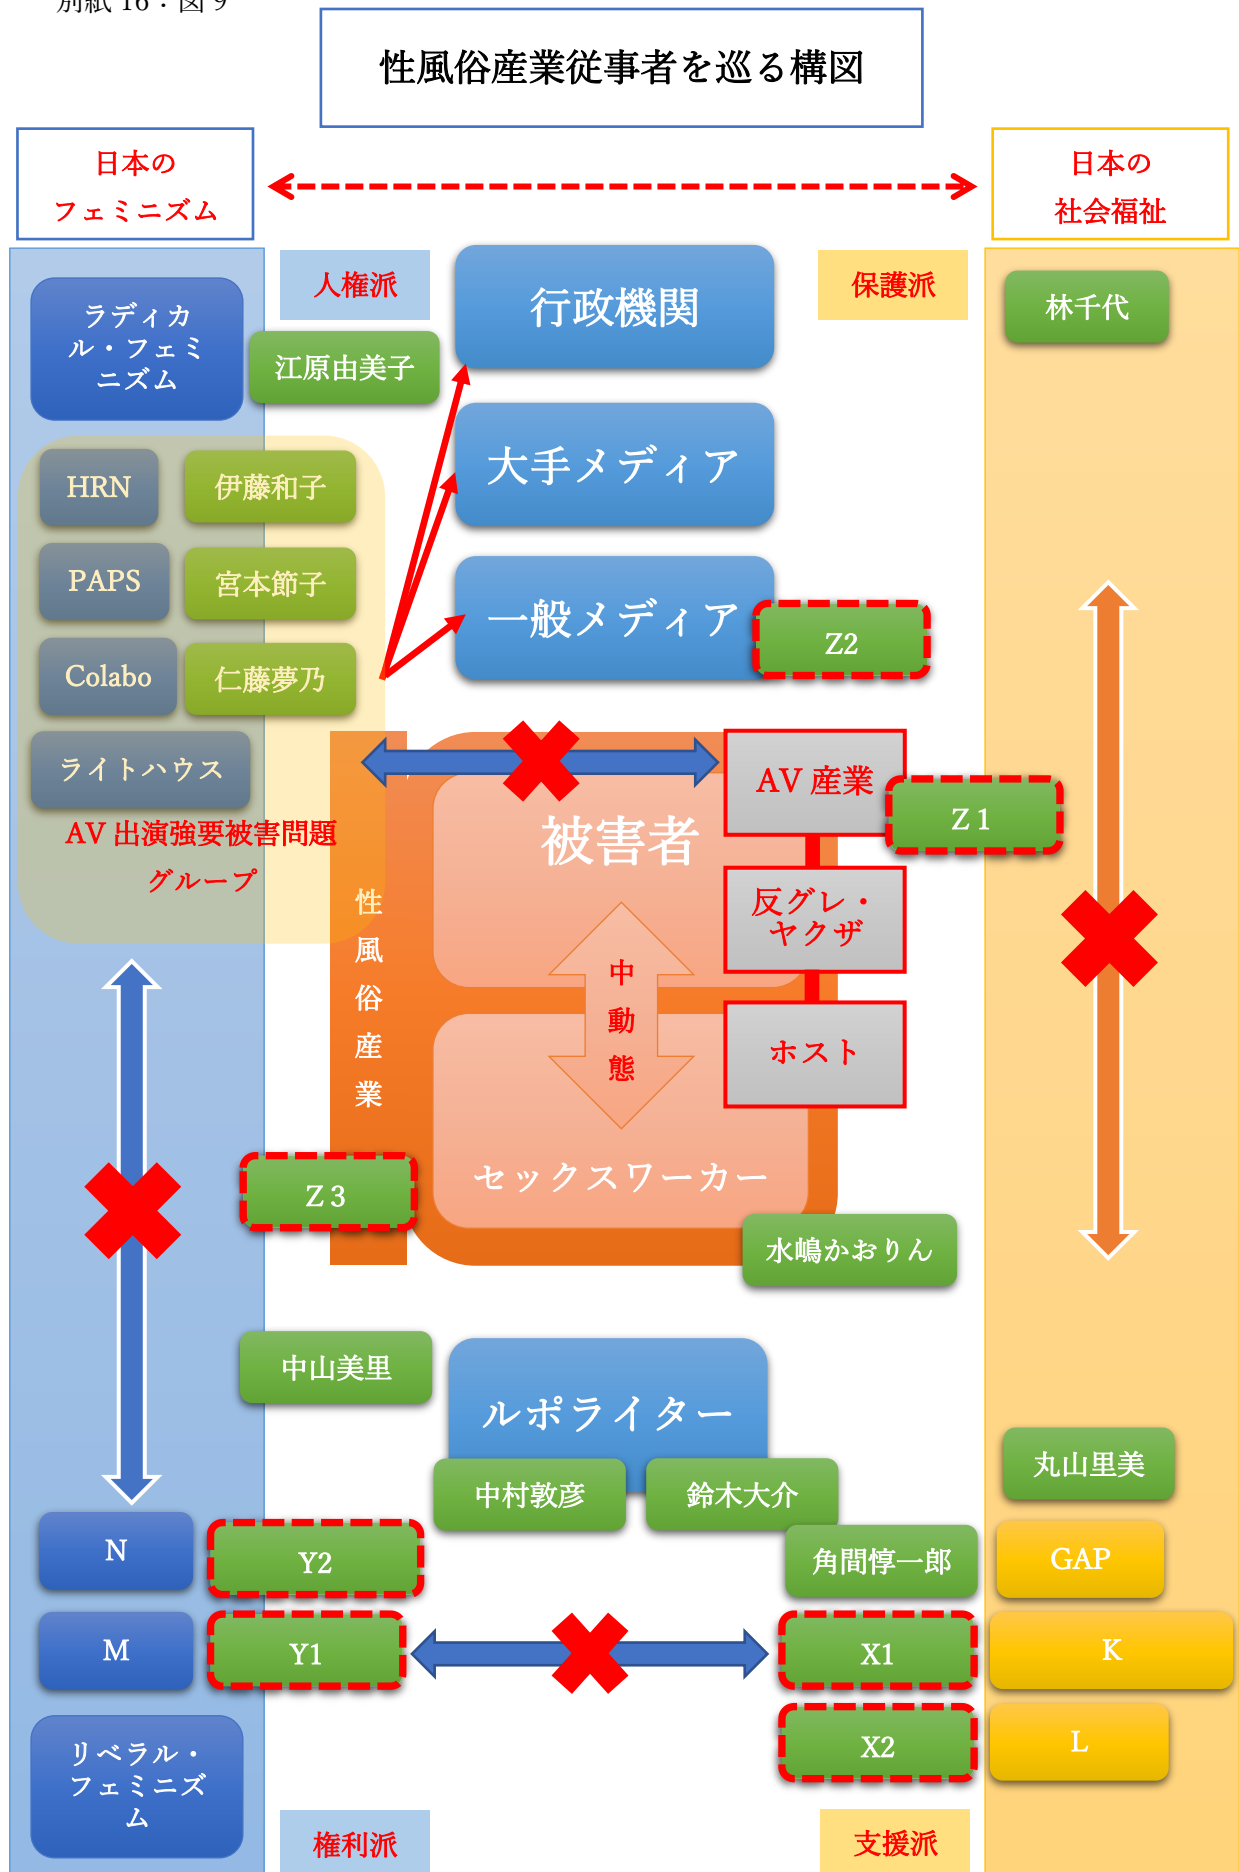 別紙 16：図 9
性風俗産業従事者を巡る構図
日本の
フェミニズム
日本の
社会福祉
人権派
保護派
ラディカ
ル・フェミ
ニズム
江原由美子
行政機関
林千代
大手メディア
HRN
伊藤和子
PAPS
宮本節子
一般メディア
Z2
Colabo
仁藤夢乃
ライトハウス
AV 出演強要被害問題
グループ
AV 産業
Z 1
被害者
性
風
俗
産
業
反グレ・
ヤクザ
中
動
態
ホスト
セックスワーカー
Z 3
水嶋かおりん
中山美里
ルポライター
中村敦彦
鈴木大介
丸山里美
N
Y2
角間惇一郎
GAP
M
Y1
X1
K
X2
L
リベラル・
フェミニズ
ム
権利派
支援派